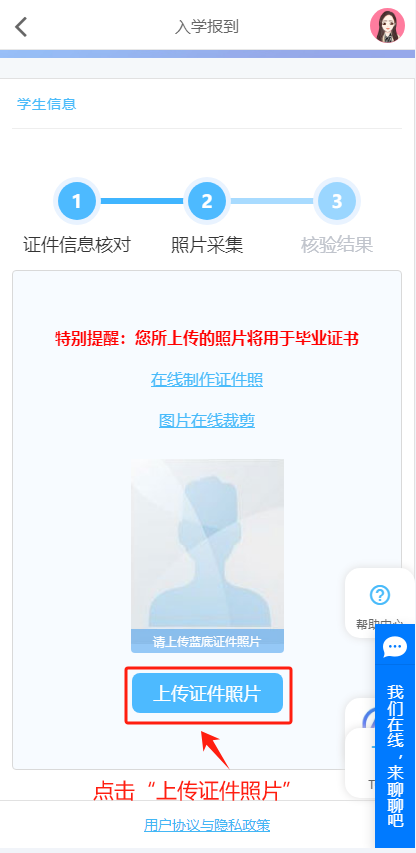 入学报到
学生信息
1 2 3
证件信息核对 照片采集 核验结果
特别提醒：您所上传的照片将用于毕业证书
在线制作证件照
图片在线裁剪
请上传蓝底证件照片
上传证件照片
点击“上传证件照片”
用户协议与隐私政策
帮助中心
我们在线，来聊聊吧